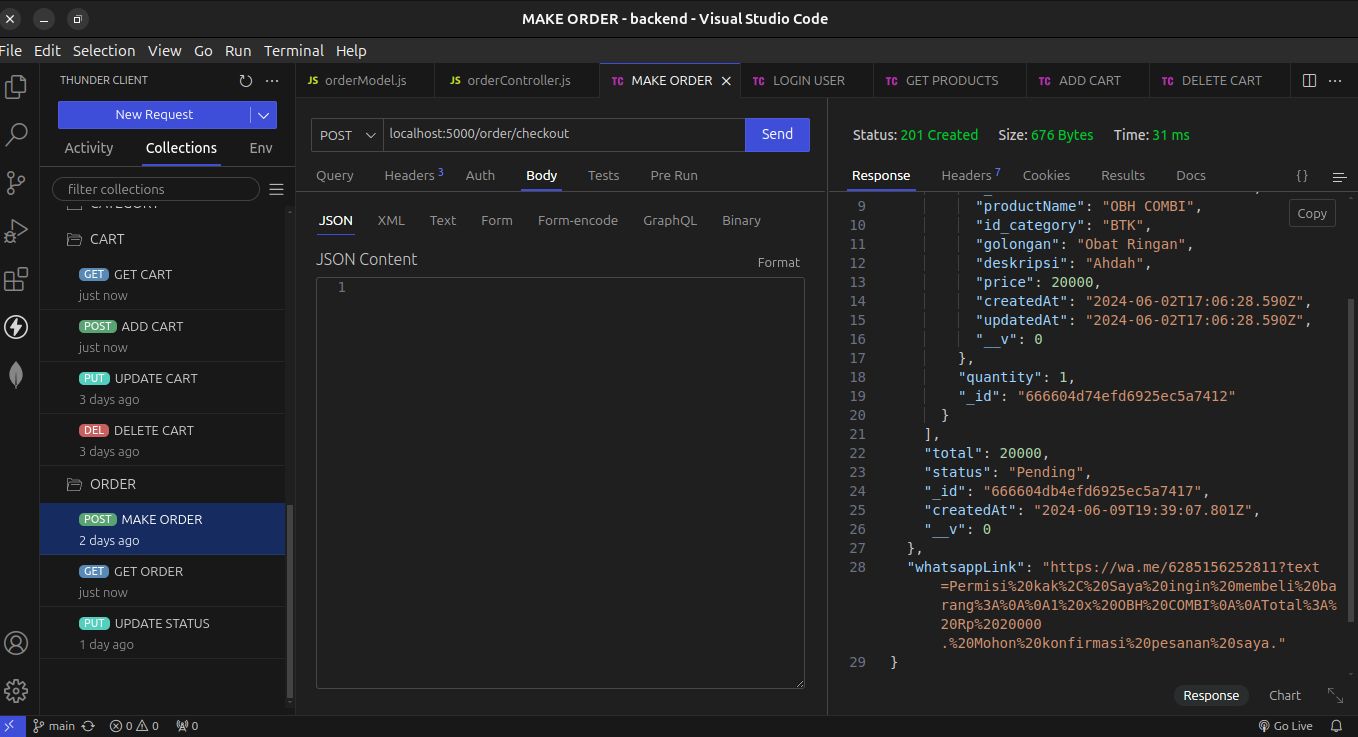 MAKE ORDER - backend - Visual Studio Code
File Edit Selection View Go Run Terminal Help
THUNDER CLIENT
New Request
Activity Collections Env
filter collections
CATEGORY
CART
GET GET CART
just now
POST ADD CART
just now
PUT UPDATE CART
3 days ago
DEL DELETE CART
3 days ago
ORDER
POST MAKE ORDER
2 days ago
GET GET ORDER
just now
PUT UPDATE STATUS
1 day ago
JS orderModel.js JS orderController.js TC MAKE ORDER TC LOGIN USER TC GET PRODUCTS TC ADD CART TC DELETE CART
POST localhost:5000/order/checkout Send
Query Headers 3 Auth Body Tests Pre Run
JSON XML Text Form Form-encode GraphQL Binary
JSON Content Format
1
Status: 201 Created Size: 676 Bytes Time: 31 ms
Response Headers 7 Cookies Results Docs {}
Copy
9 "productName": "OBH COMBI",
10 "id_category": "BTK",
11 "golongan": "Obat Ringan",
12 "deskripsi": "Ahdah",
13 "price": 20000,
14 "createdAt": "2024-06-02T17:06:28.590Z",
15 "updatedAt": "2024-06-02T17:06:28.590Z",
16 "__v": 0
17 },
18 "quantity": 1,
19 "_id": "666604d74efd6925ec5a7412"
20 }
21 ],
22 "total": 20000,
23 "status": "Pending",
24 "_id": "666604db4efd6925ec5a7417",
25 "createdAt": "2024-06-09T19:39:07.801Z",
26 "__v": 0
27 },
28 "whatsappLink": "https://wa.me/6285156252811?text
=Permisi%20kak%2C%20Saya%20ingin%20membeli%20ba
rang%3A%0A%0A1%20x%20OBH%20COMBI%0A%0ATotal%3A%
20Rp%2020000
.%20Mohon%20konfirmasi%20pesanan%20saya."
29 }
Response Chart
main 0 0 0 Go Live